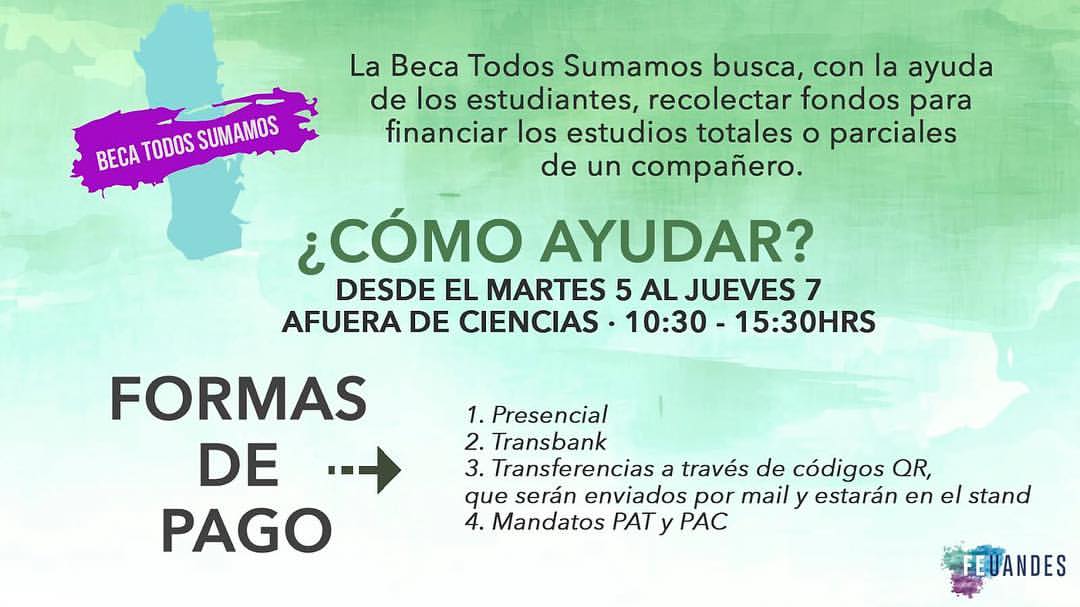 BECA TODOS SUMAMOS
La Beca Todos Sumamos busca, con la ayuda
de los estudiantes, recolectar fondos para
financiar los estudios totales o parciales
de un compañero.
¿CÓMO AYUDAR?
DESDE EL MARTES 5 AL JUEVES 7
AFUERA DE CIENCIAS · 10:30 - 15:30HRS
FORMAS
DE
PAGO
1. Presencial
2. Transbank
3. Transferencias a través de códigos QR,
que serán enviados por mail y estarán en el stand
4. Mandatos PAT y PAC
FEUANDES